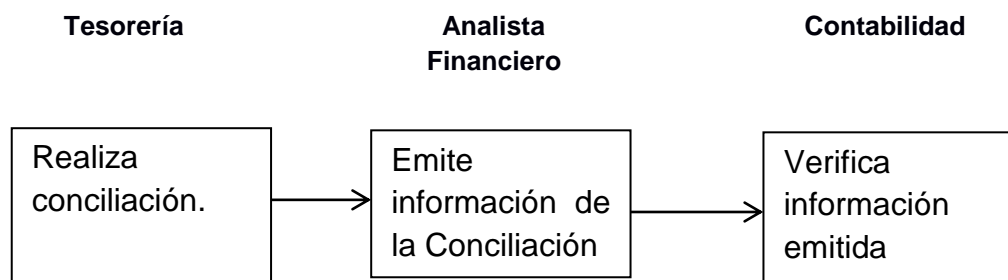 Tesorería
Analista
Financiero
Contabilidad
Realiza
conciliación.
Emite
información de
la Conciliación
Verifica
información
emitida